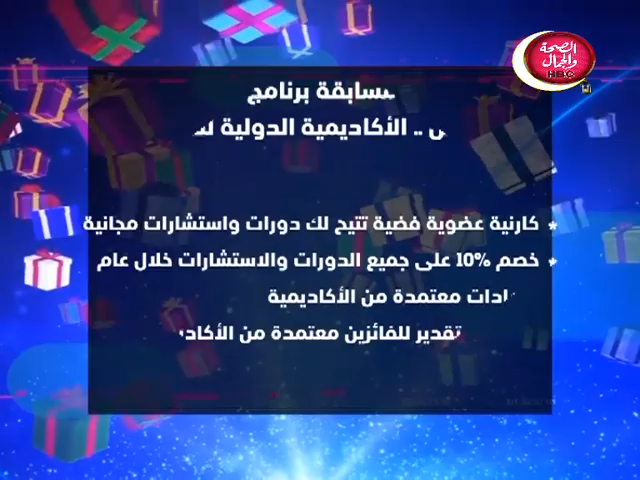 الصحة
والجمال
HBC
مسابقة برنامج
.. الأكاديمية الدولية
* كارنية عضوية فضية تتيح لك دورات واستشارات مجانية
* خصم 10% على جميع الدورات والاستشارات خلال عام
معتمدة من الأكاديمية
تقدير للفائزين معتمدة من